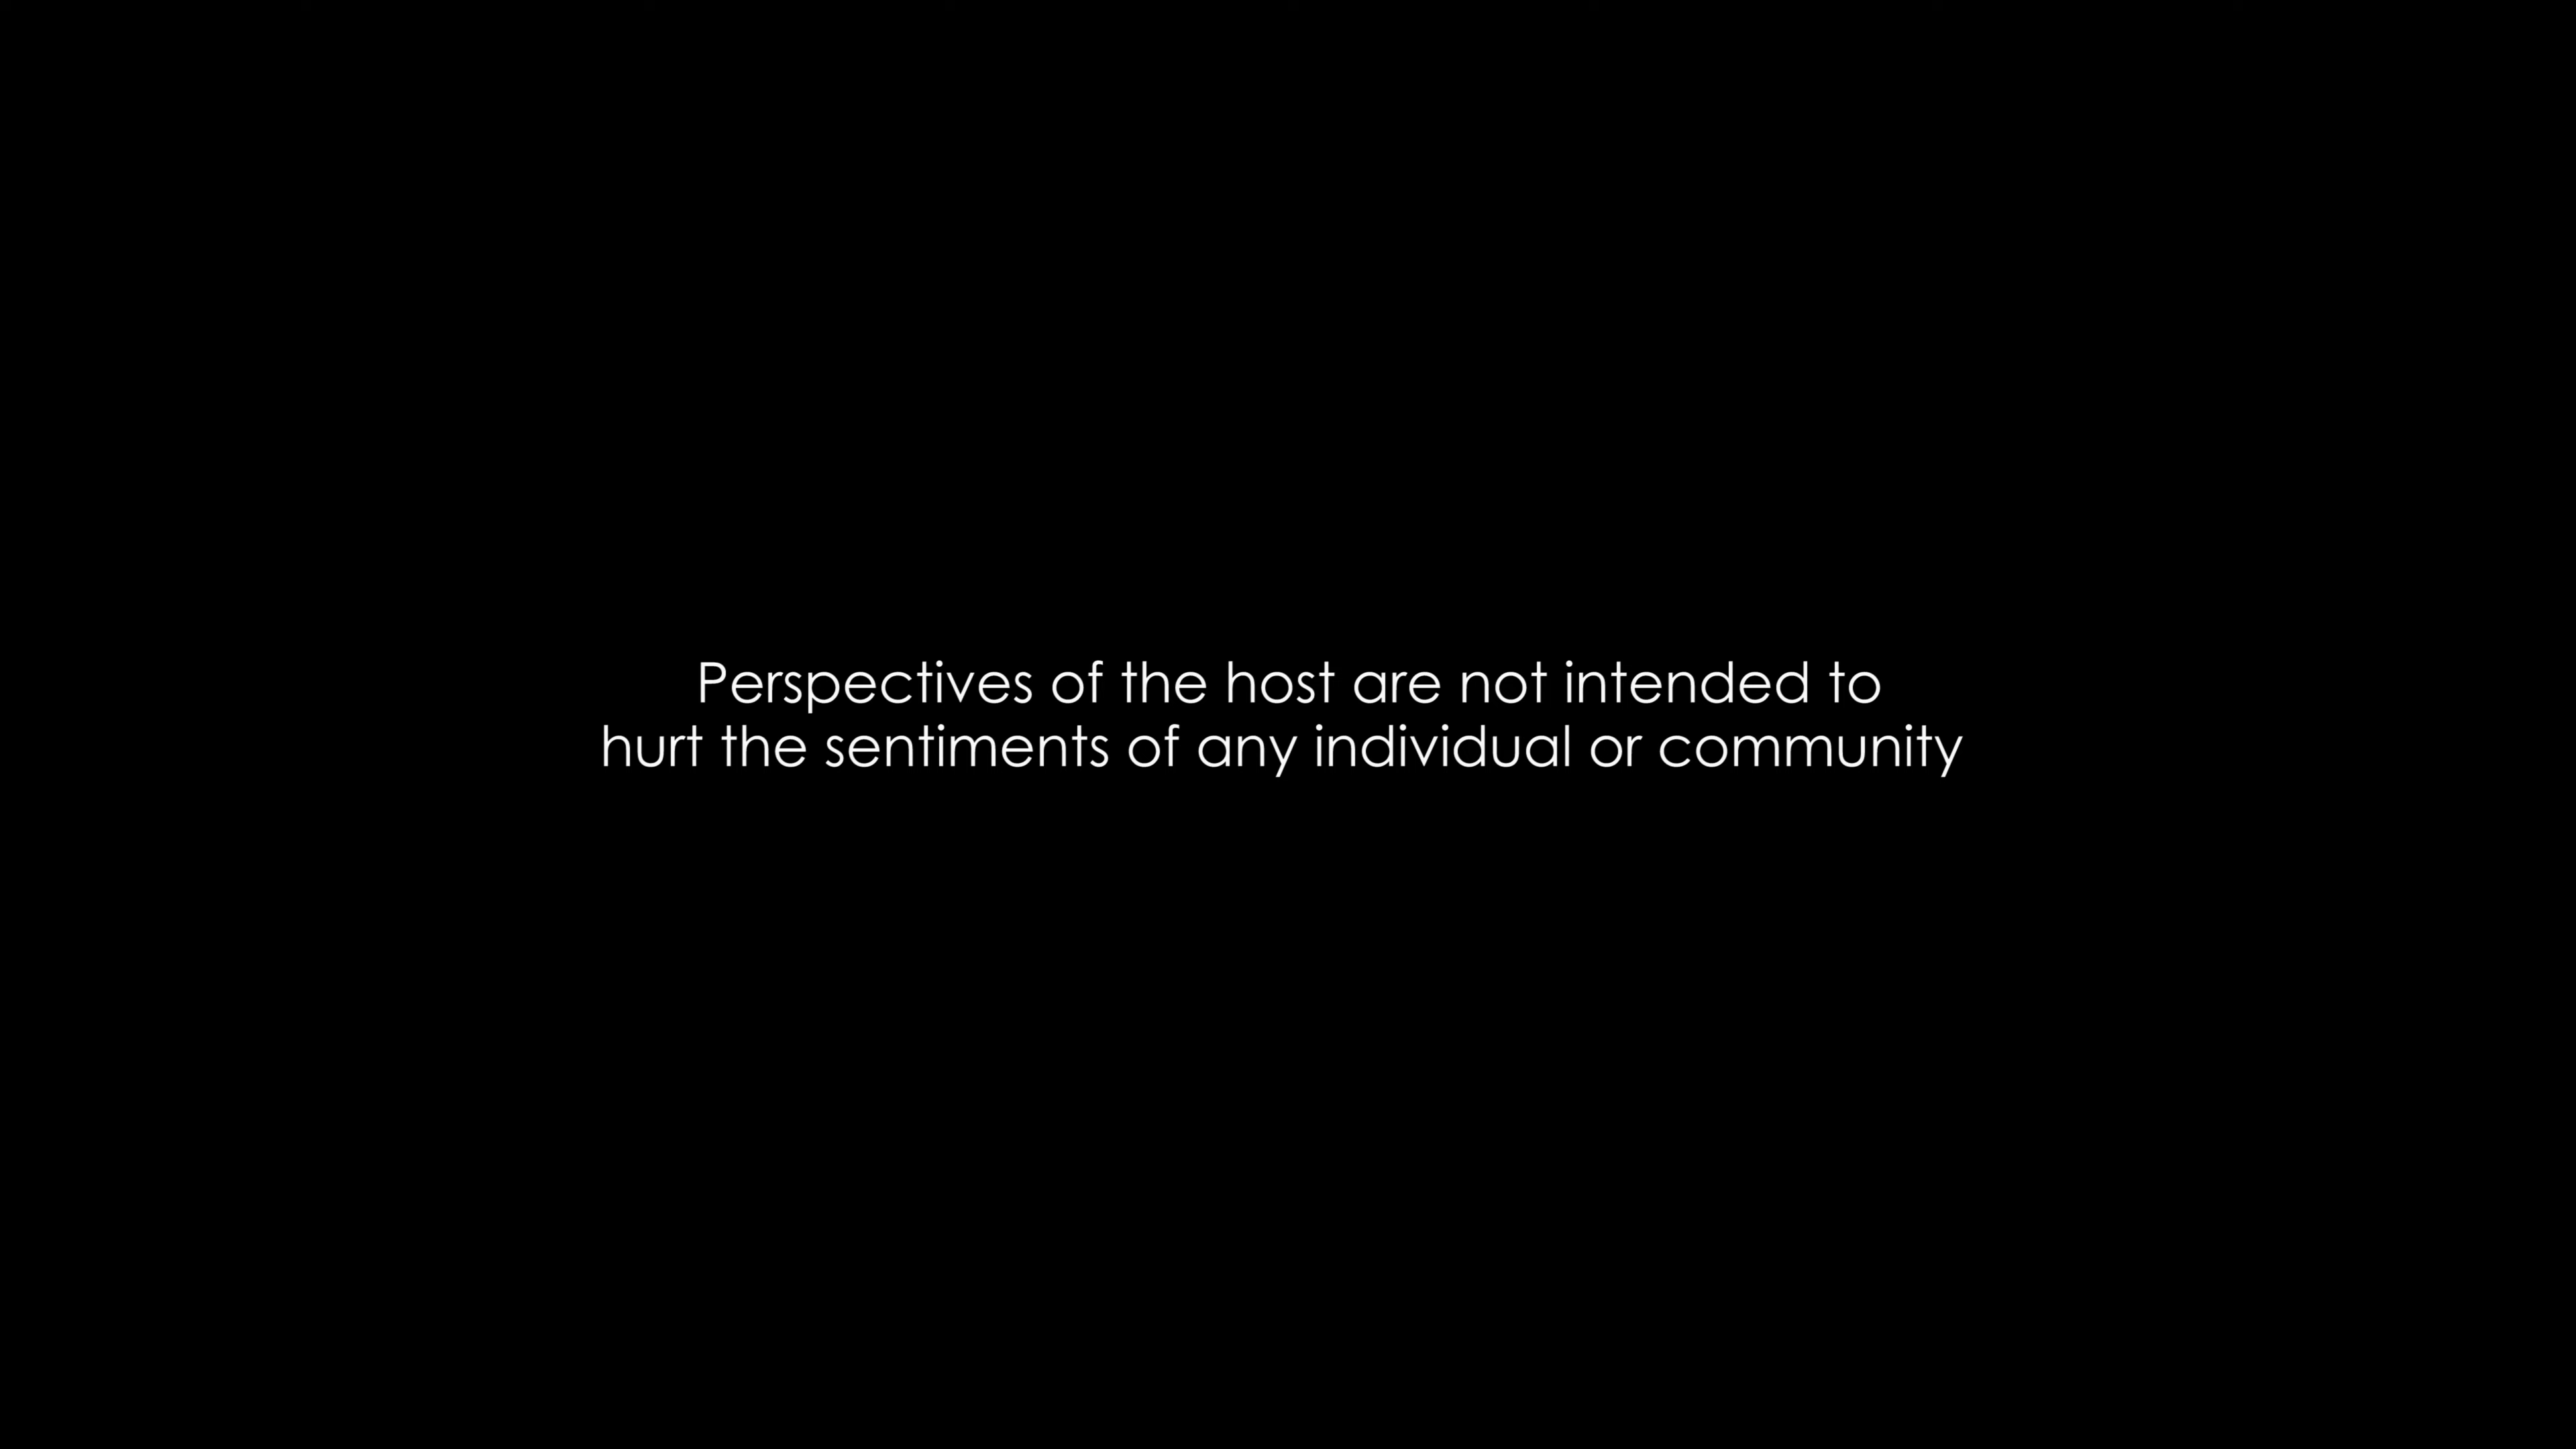 Perspectives of the host are not intended to
hurt the sentiments of any individual or community